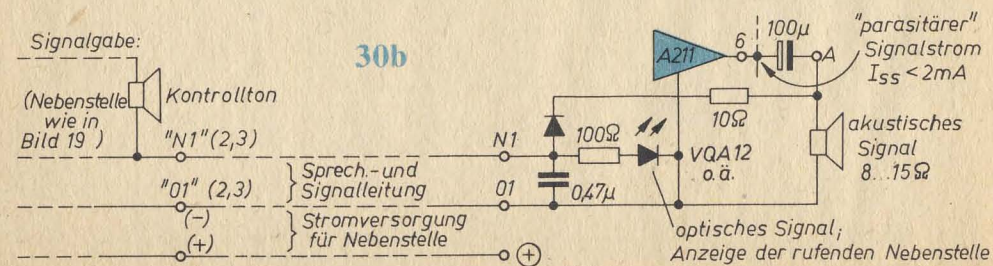 Signalgabe:
30b
A211
6
100µ
A
"parasitärer"
Signalstrom
Iss < 2mA
(Nebenstelle
wie in
Bild 19 )
Kontrollton
"N1" (2,3)
N1
100Ω
10Ω
VQA12
o.ä.
akustisches
Signal
8...15Ω
"01" (2,3)
Sprech.- und
Signalleitung
01
0,47µ
(-)
(+)
Stromversorgung
für Nebenstelle
+
optisches Signal;
Anzeige der rufenden Nebenstelle